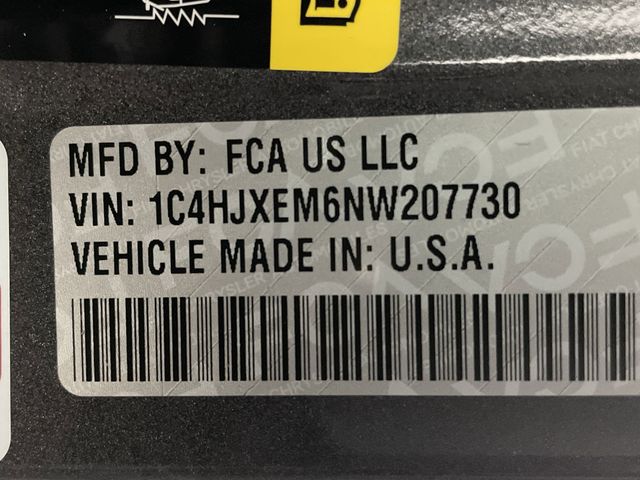 MFD BY: FCA US LLC
VIN: 1C4HJXEM6NW207730
VEHICLE MADE IN: U.S.A.